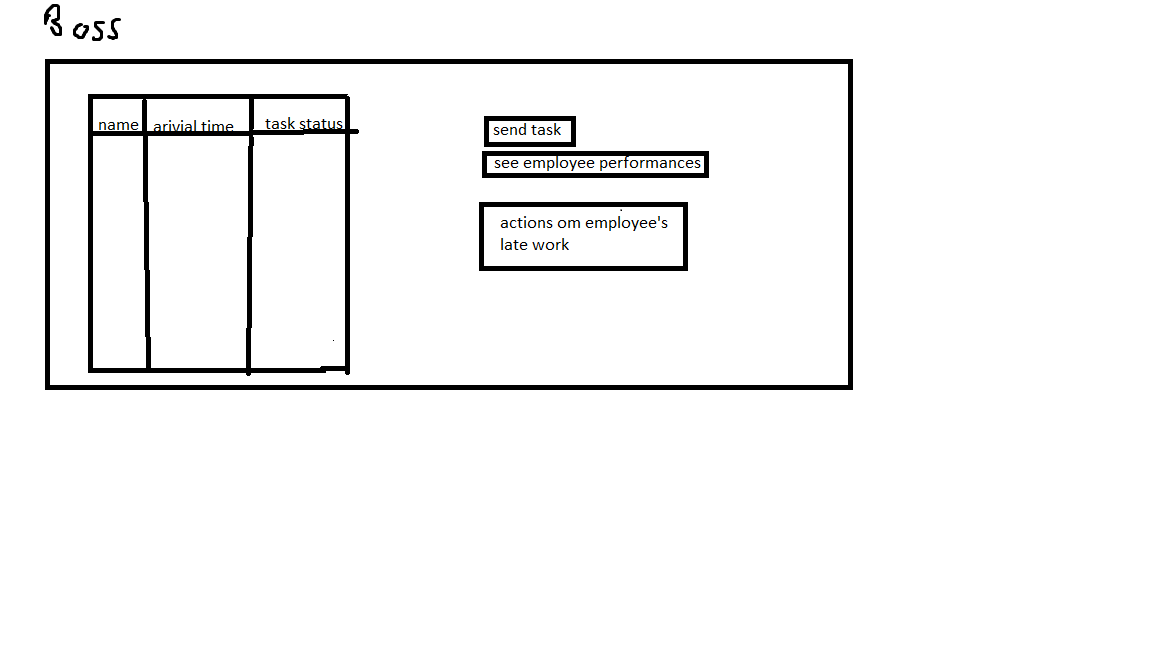 Boss
name arivial time task status
send task
see employee performances
actions om employee's
late work